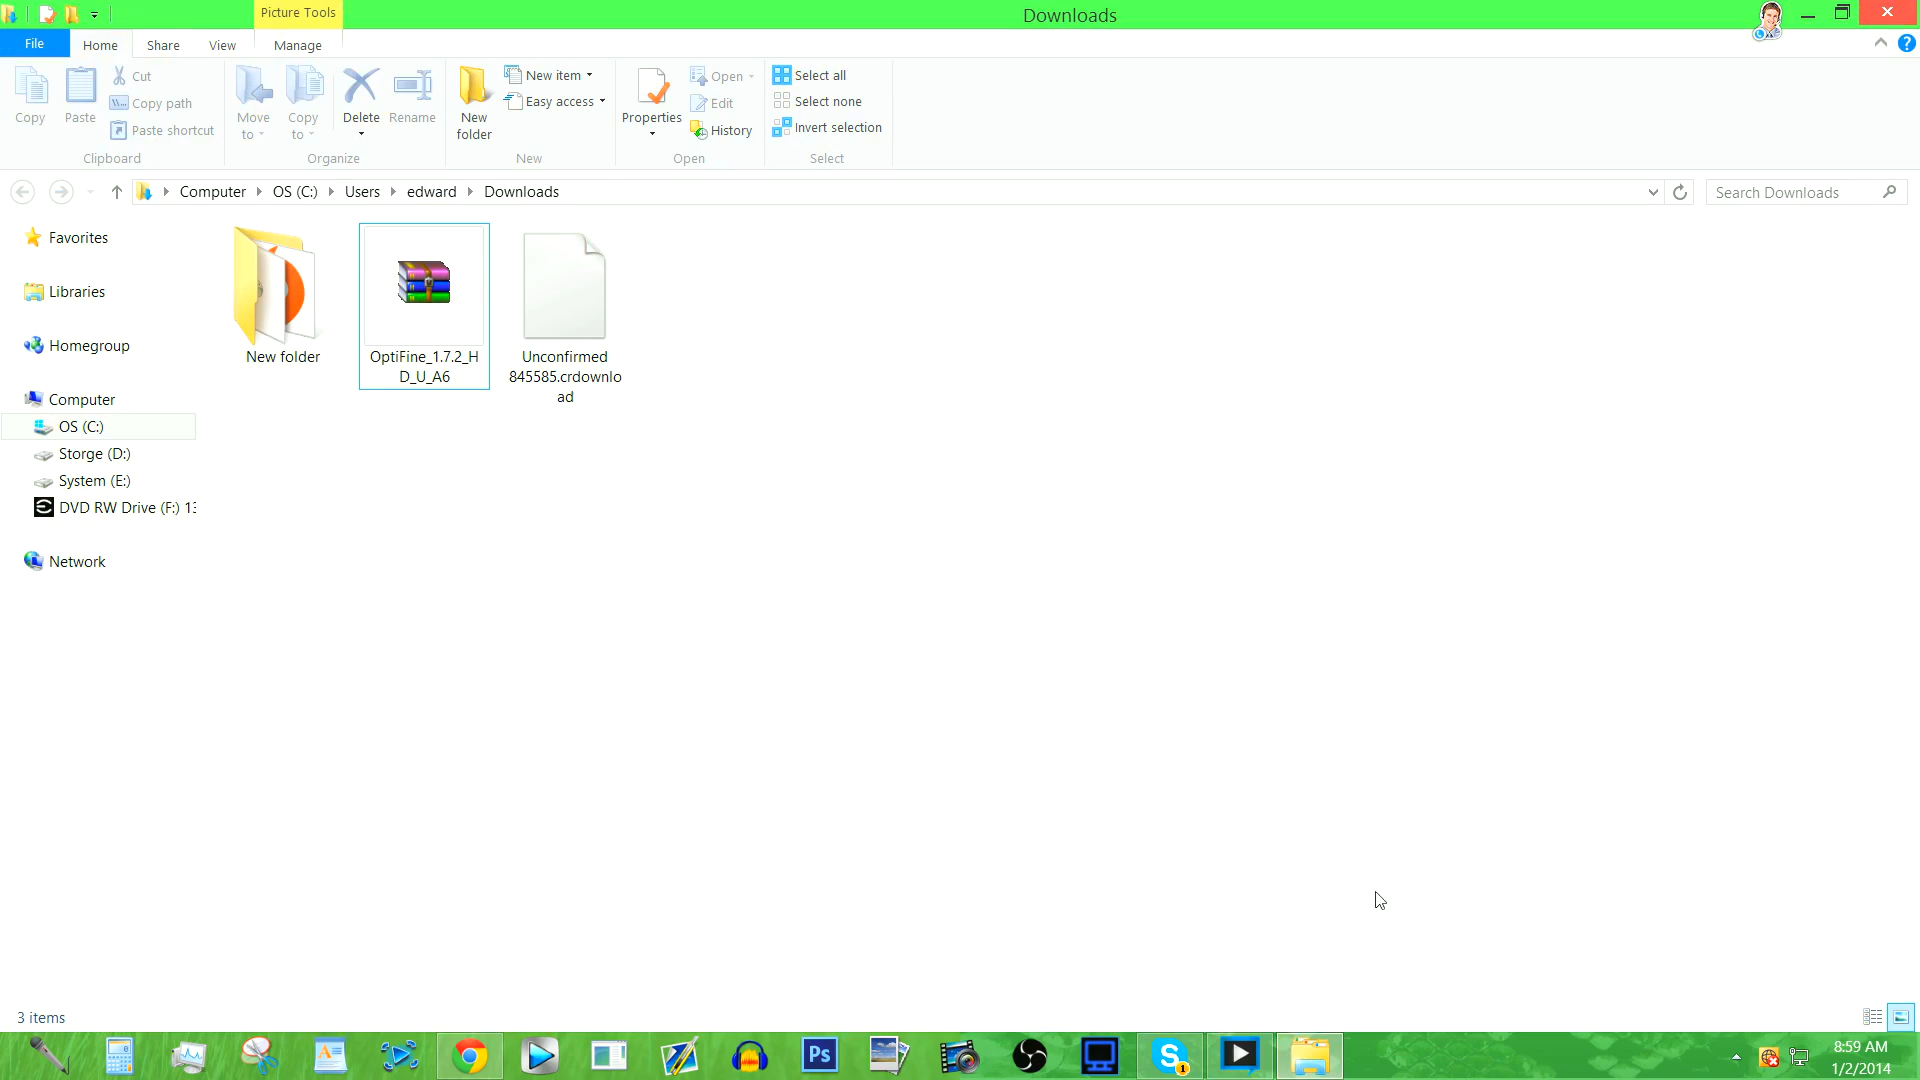 Picture Tools
Downloads
File
Home
Share
View
Manage
Copy
Paste
Cut
Copy path
Paste shortcut
Clipboard
Move to
Copy to
Delete
Rename
Organize
New folder
New item
Easy access
New
Properties
Open
Edit
History
Open
Select all
Select none
Invert selection
Select
Computer
OS (C:)
Users
edward
Downloads
Search Downloads
Favorites
Libraries
Homegroup
Computer
OS (C:)
Storge (D:)
System (E:)
DVD RW Drive (F:) 13
Network
New folder
OptiFine_1.7.2_H
D_U_A6
Unconfirmed
845585.crdownlo
ad
3 items
Ps
1
8:59 AM
1/2/2014